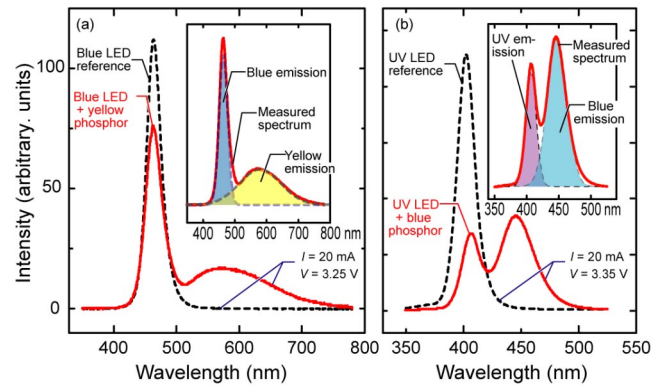 (a)
Intensity (arbitrary. units)
100
50
0
Blue LED
reference
Blue LED
+ yellow
phosphor
Blue emission
Measured
spectrum
Yellow
emission
400 500 600 700 800 nm
I = 20 mA
V = 3.25 V
400 500 600 700 800
Wavelength (nm)
(b)
UV LED
reference
UV em-
ission
Measured
spectrum
Blue
emission
350 400 450 500 nm
UV LED
+ blue
phosphor
I = 20 mA
V = 3.35 V
350 400 450 500 550
Wavelength (nm)